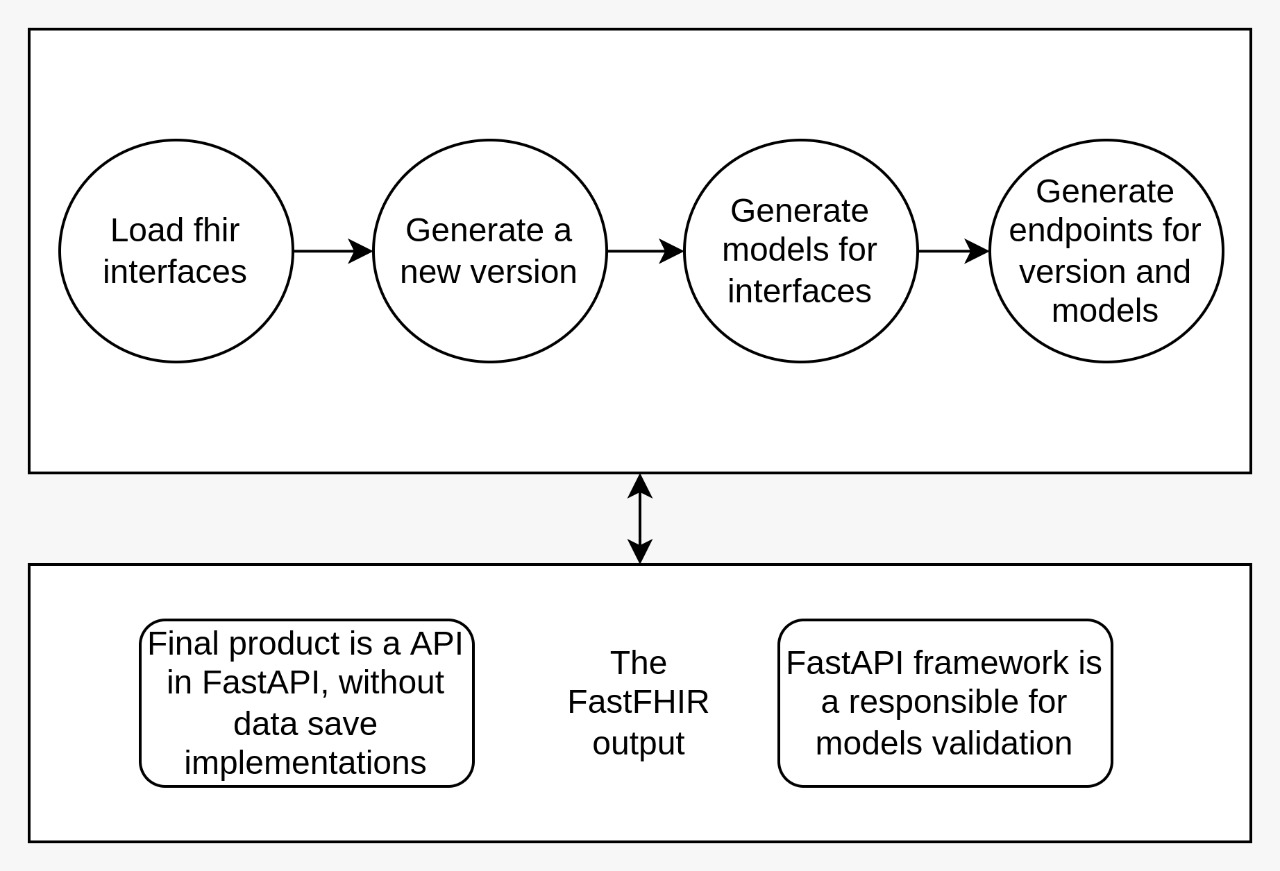 Load fhir
interfaces
Generate a
new version
Generate
models for
interfaces
Generate
endpoints for
version and
models
Final product is a API
in FastAPI, without
data save
implementations
The
FastFHIR
output
FastAPI framework is
a responsible for
models validation